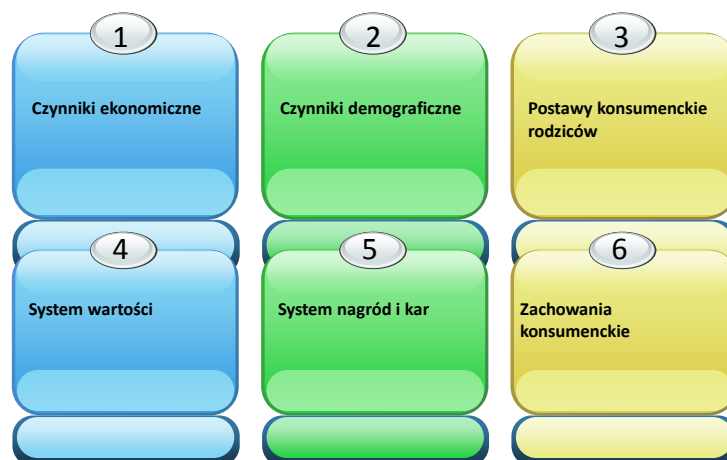 1
2
3
Czynniki ekonomiczne
Czynniki demograficzne
Postawy konsumenckie
rodziców
4
5
6
System wartości
System nagród i kar
Zachowania
konsumenckie